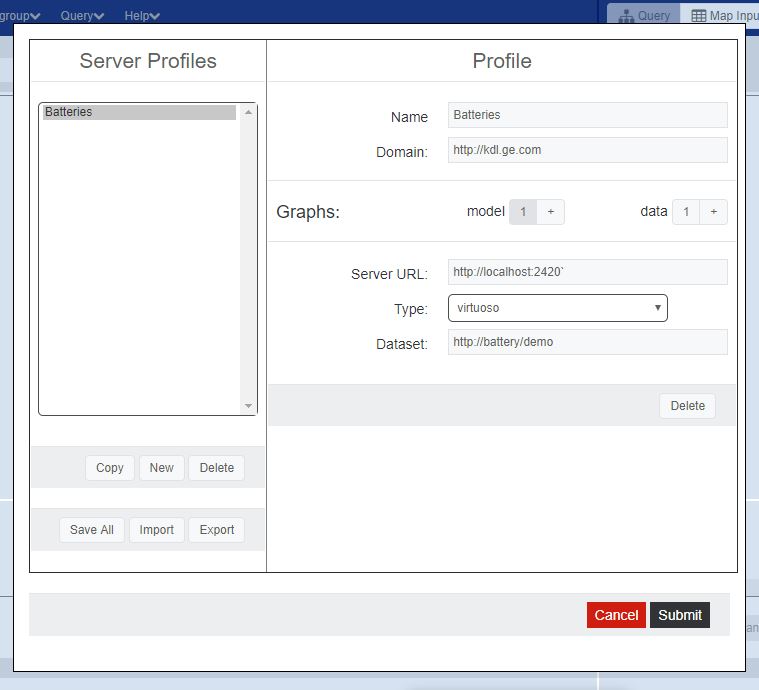 group
Query
Help
Query
Map Inpu
Server Profiles
Batteries
Copy
New
Delete
Save All
Import
Export
Profile
Name
Batteries
Domain:
http://kdl.ge.com
Graphs:
model
1
+
data
1
+
Server URL:
http://localhost:2420`
Type:
virtuoso
Dataset:
http://battery/demo
Delete
Cancel
Submit
an